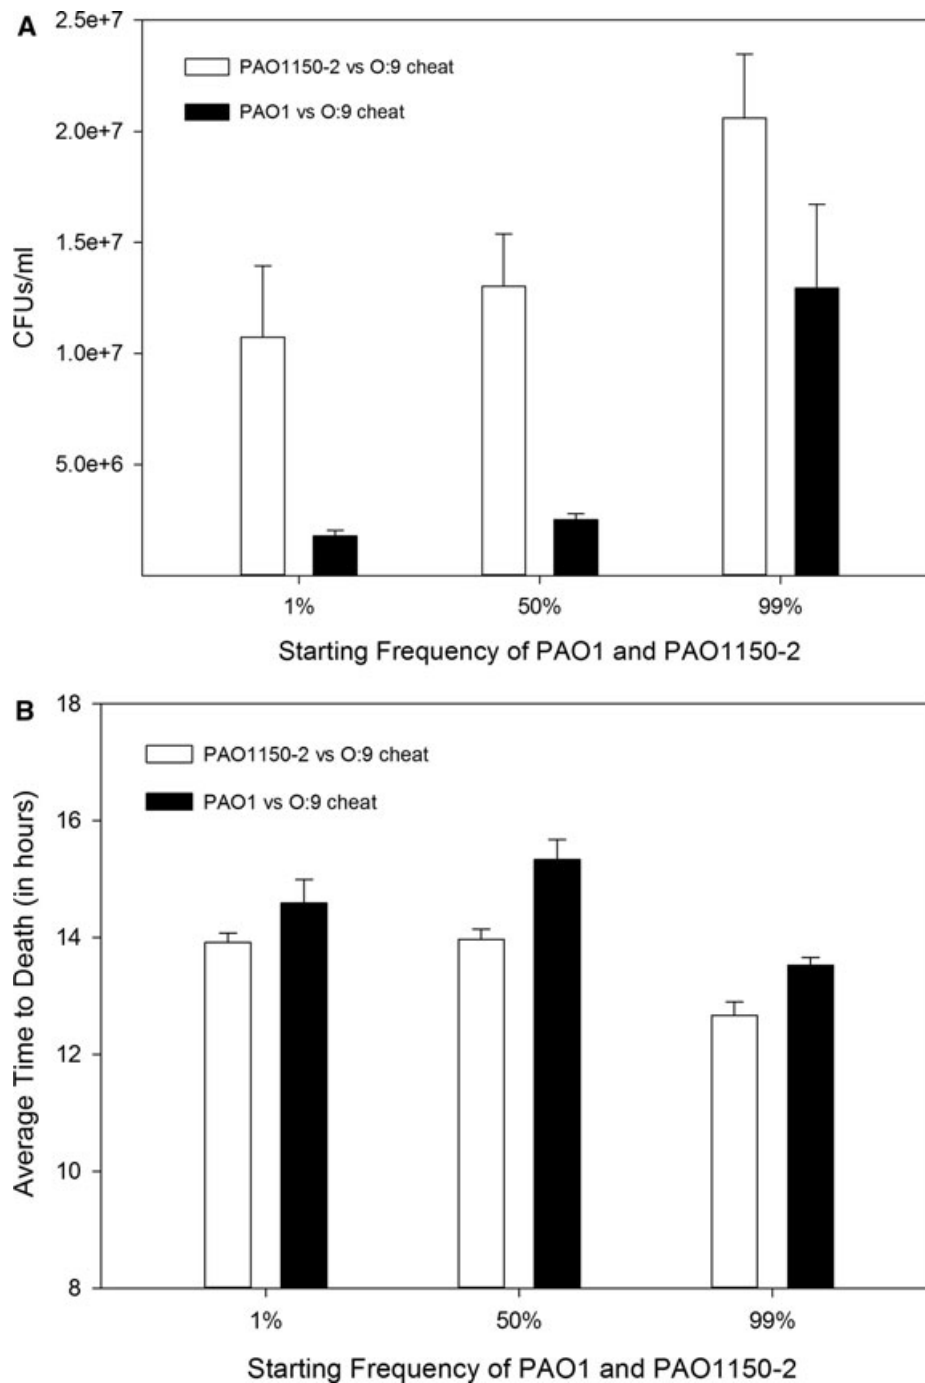 A
2.5e+7
PAO1150-2 vs O:9 cheat
PAO1 vs O:9 cheat
2.0e+7
1.5e+7
CFUs/ml
1.0e+7
5.0e+6
1%
50%
99%
Starting Frequency of PAO1 and PAO1150-2
B
18
PAO1150-2 vs O:9 cheat
PAO1 vs O:9 cheat
16
14
Average Time to Death (in hours)
12
10
8
1%
50%
99%
Starting Frequency of PAO1 and PAO1150-2